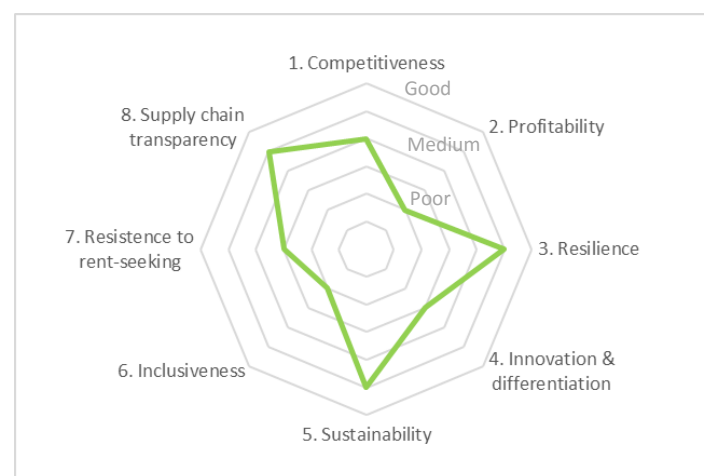 1. Competitiveness
Good
8. Supply chain
transparency
2. Profitability
Medium
Poor
7. Resistence to
rent-seeking
3. Resilience
6. Inclusiveness
4. Innovation &
differentiation
5. Sustainability